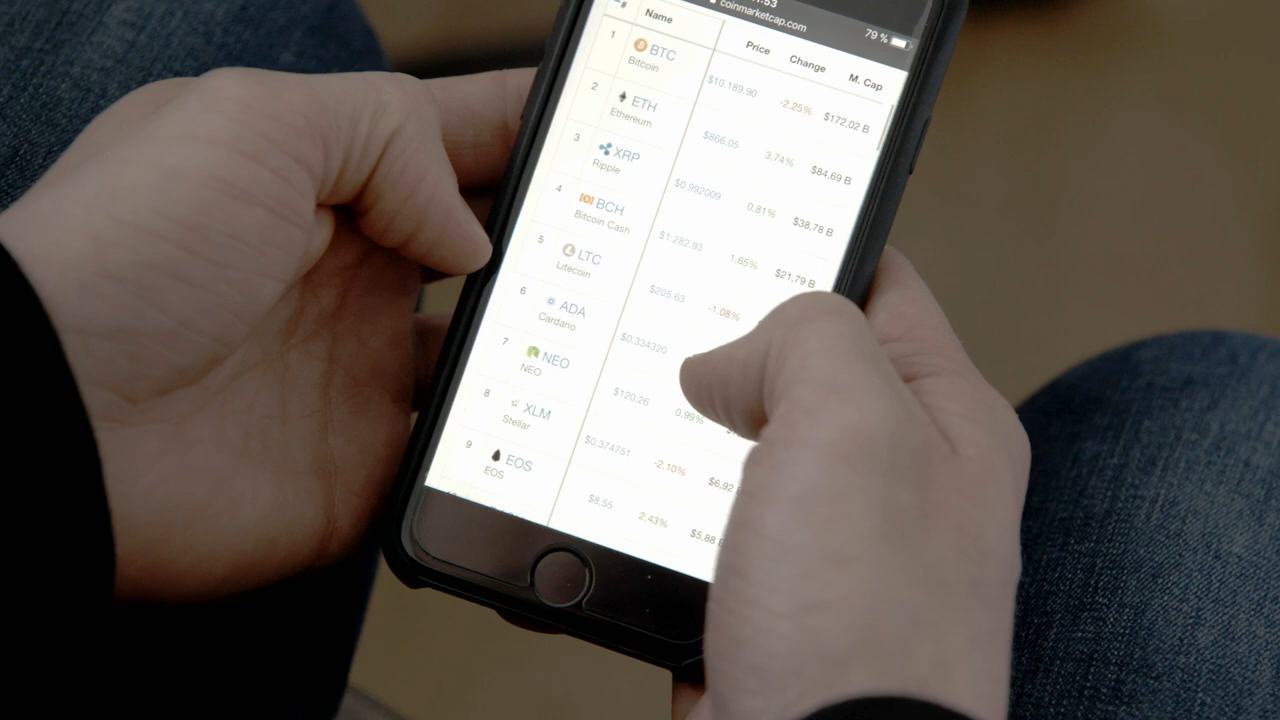 :53
coinmarketcap.com
79 %
# Name Price Change M. Cap
1 BTC $10,189.90 -2,25% $172,02 B
Bitcoin
2 ETH $866,05 3,74% $84,69 B
Ethereum
3 XRP $0,992009 0,81% $38,78 B
Ripple
4 BCH $1.282,93 1,65% $21,79 B
Bitcoin Cash
5 LTC $205,63 -1,08%
Litecoin
6 ADA $0,334320
Cardano
7 NEO $120,26 0,99%
NEO
8 XLM $0,374751 -2,10% $6,92
Stellar
9 EOS $8,55 2,43% $5,88 B
EOS